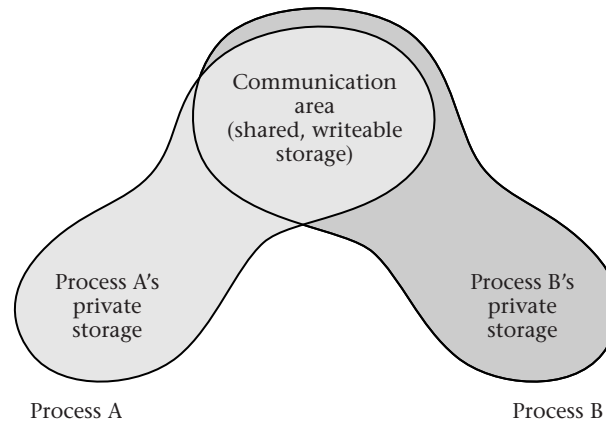 Communication
area
(shared, writeable
storage)
Process A's
private
storage
Process B's
private
storage
Process A
Process B